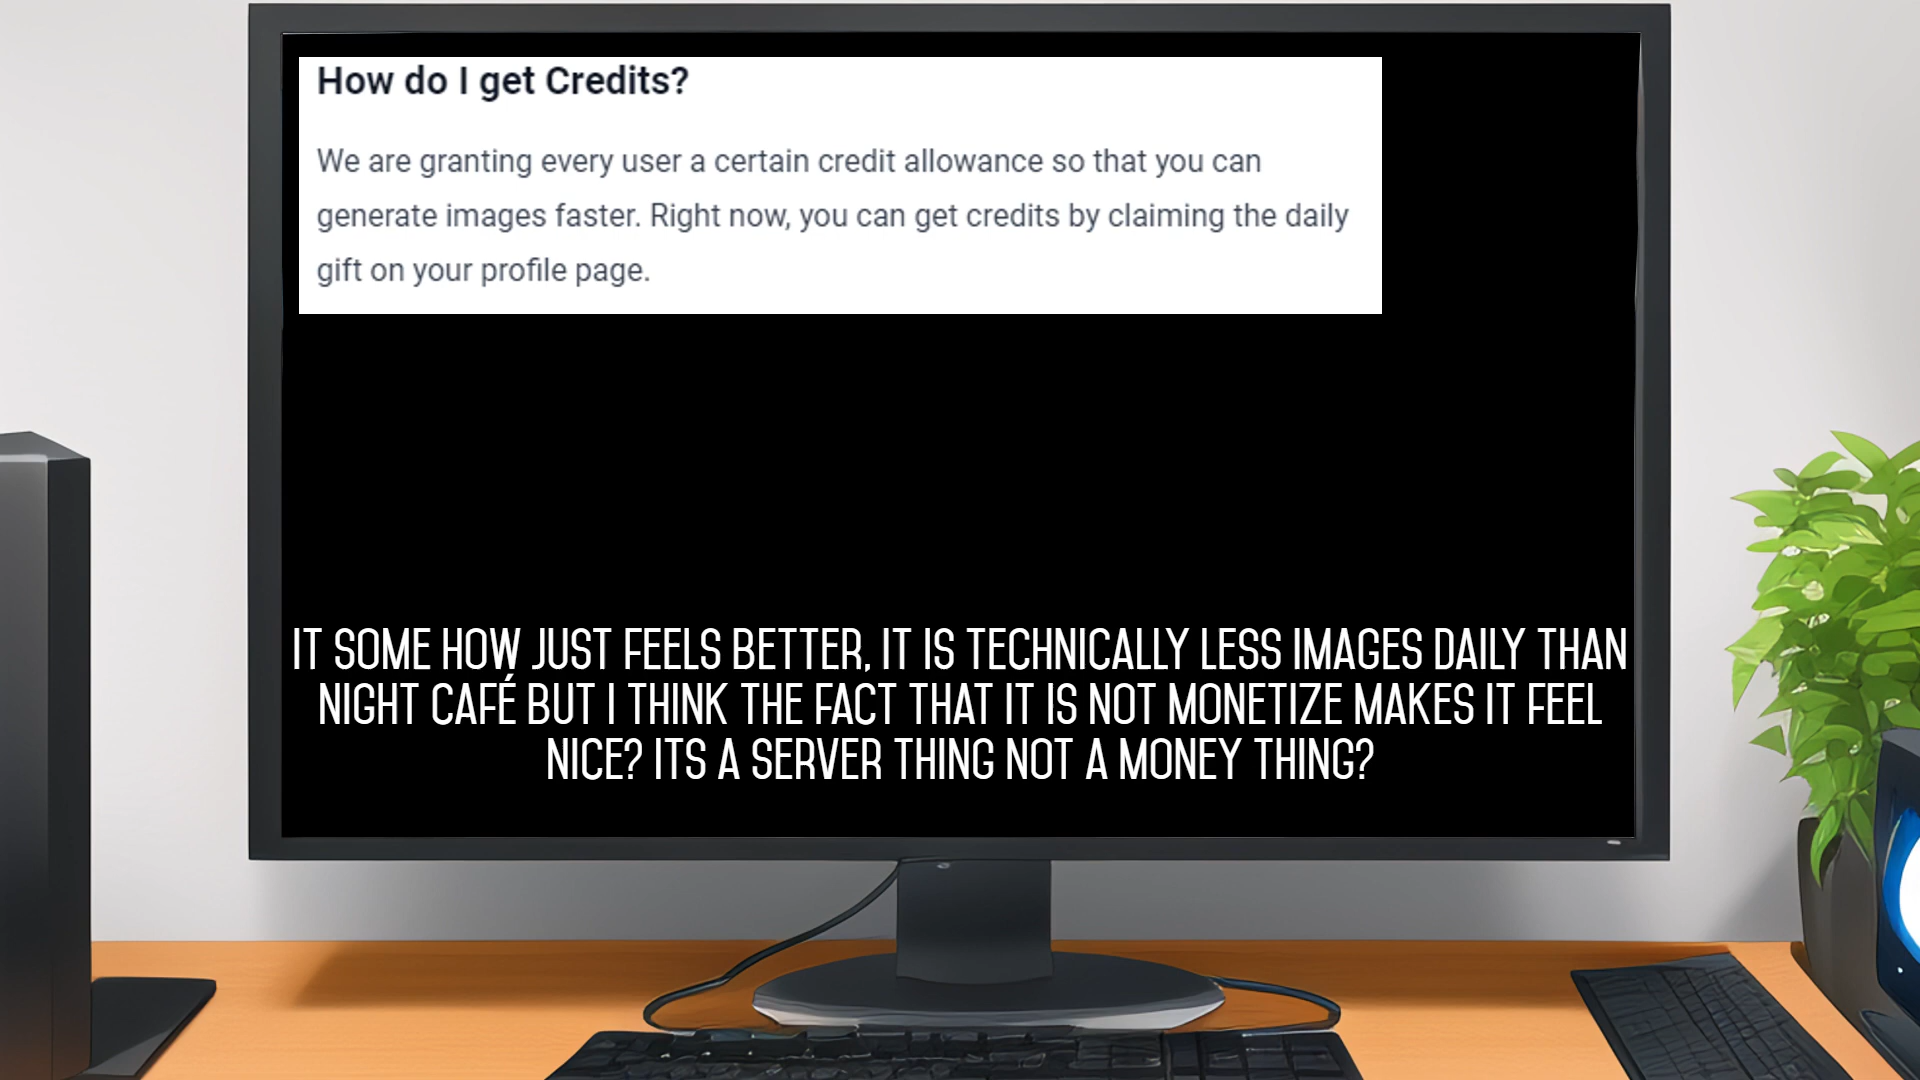 How do I get Credits?
We are granting every user a certain credit allowance so that you can
generate images faster. Right now, you can get credits by claiming the daily
gift on your profile page.
IT SOME HOW JUST FEELS BETTER, IT IS TECHNICALLY LESS IMAGES DAILY THAN
NIGHT CAFÉ BUT I THINK THE FACT THAT IT IS NOT MONETIZE MAKES IT FEEL
NICE? ITS A SERVER THING NOT A MONEY THING?